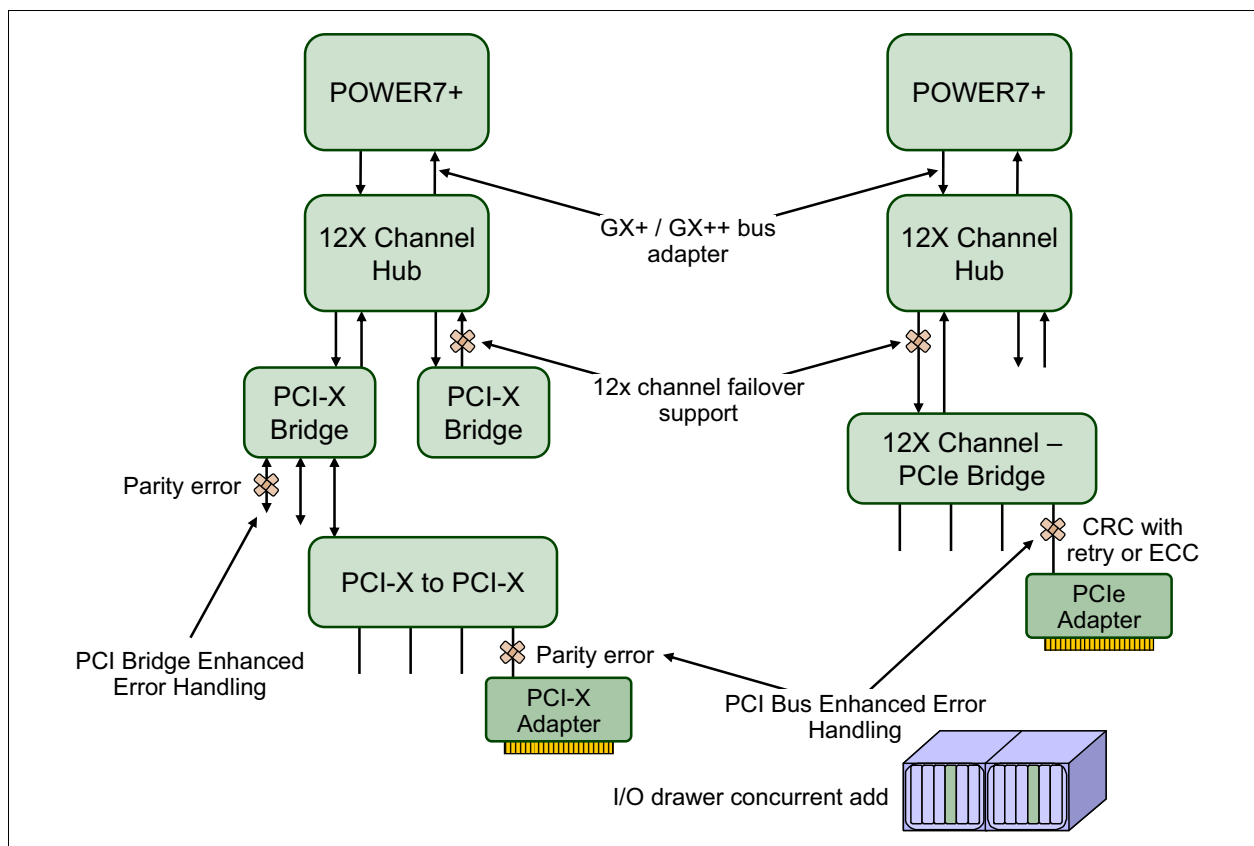 POWER7+
POWER7+
GX+ / GX++ bus
adapter
12X Channel
Hub
12X Channel
Hub
12x channel failover
support
PCI-X
Bridge
PCI-X
Bridge
12X Channel –
PCIe Bridge
Parity error
CRC with
retry or ECC
PCI-X to PCI-X
PCIe
Adapter
PCI Bridge Enhanced
Error Handling
Parity error
PCI-X
Adapter
PCI Bus Enhanced Error
Handling
I/O drawer concurrent add